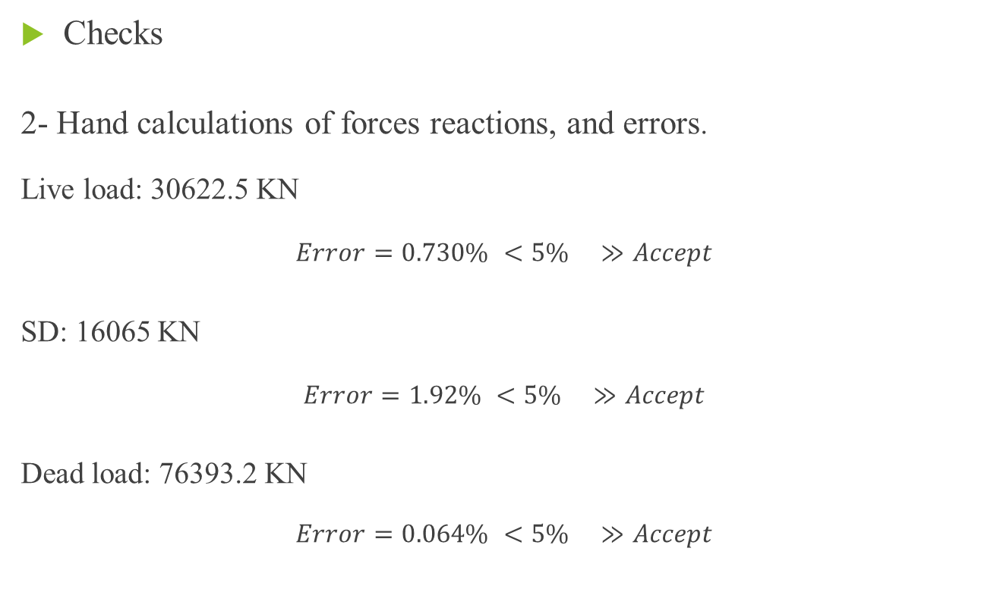 Checks
2- Hand calculations of forces reactions, and errors.
Live load: 30622.5 KN
Error = 0.730% < 5% ≫ Accept
SD: 16065 KN
Error = 1.92% < 5% ≫ Accept
Dead load: 76393.2 KN
Error = 0.064% < 5% ≫ Accept